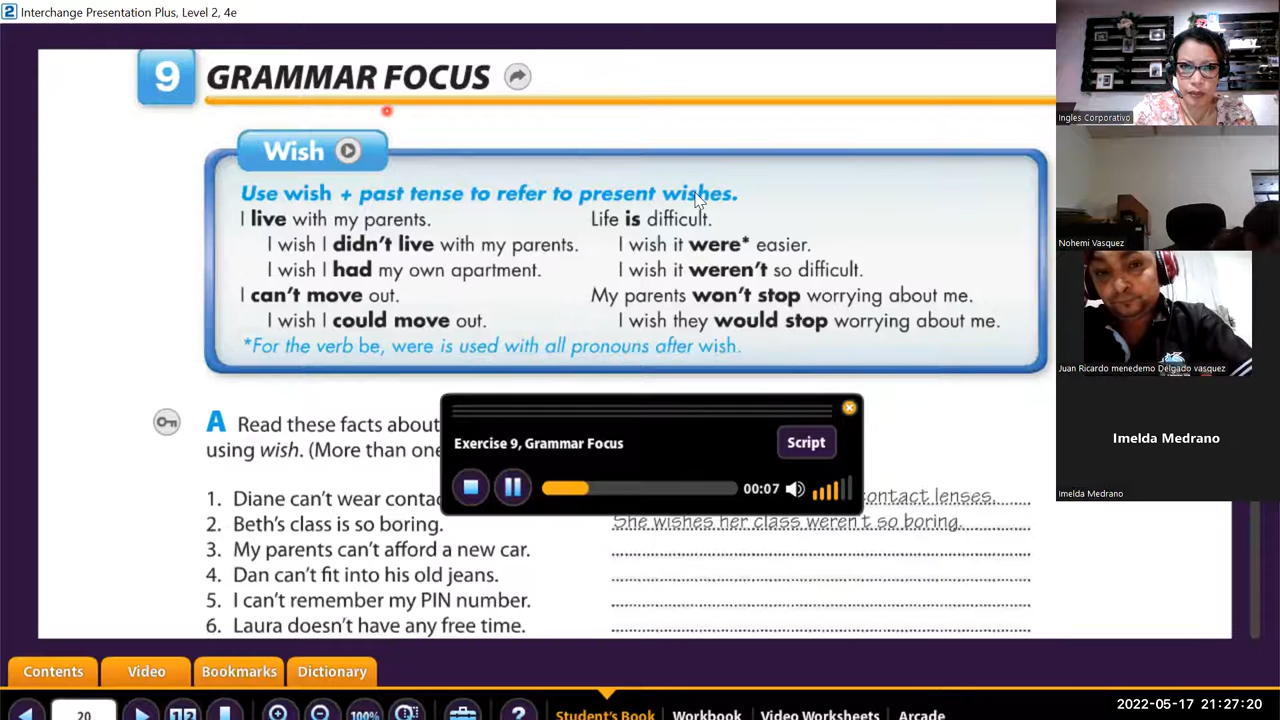 2 Interchange Presentation Plus, Level 2, 4e
9 GRAMMAR FOCUS
Wish
Use wish + past tense to refer to present wishes.
I live with my parents.
I wish I didn't live with my parents.
I wish I had my own apartment.
I can't move out.
I wish I could move out.
Life is difficult.
I wish it were* easier.
I wish it weren't so difficult.
My parents won't stop worrying about me.
I wish they would stop worrying about me.
*For the verb be, were is used with all pronouns after wish.
A Read these facts about
using wish. (More than one
Exercise 9, Grammar Focus
Script
00:07
1. Diane can't wear conta
contact lenses.
2. Beth's class is so boring.
She wishes her class weren't so boring.
3. My parents can't afford a new car.
4. Dan can't fit into his old jeans.
5. I can't remember my PIN number.
6. Laura doesn't have any free time.
Ingles Corporativo
Nohemi Vasquez
Juan Ricardo menedemo Delgado vasquez
Imelda Medrano
Imelda Medrano
Contents Video Bookmarks Dictionary
20 1 2 100% ? Student's Book Workbook Video Worksheets Arcade
2022-05-17 21:27:20